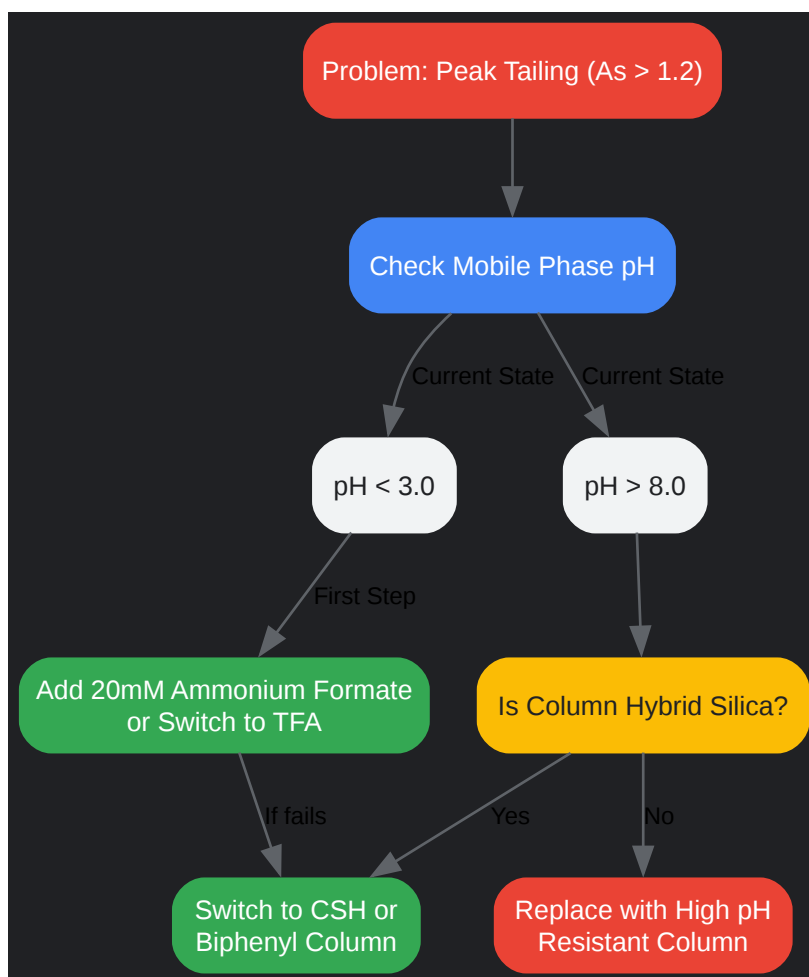 Problem: Peak Tailing (As > 1.2)
Check Mobile Phase pH
Current State
Current State
pH < 3.0
pH > 8.0
First Step
Add 20mM Ammonium Formate
or Switch to TFA
Is Column Hybrid Silica?
If fails
Yes
No
Switch to CSH or
Biphenyl Column
Replace with High pH
Resistant Column